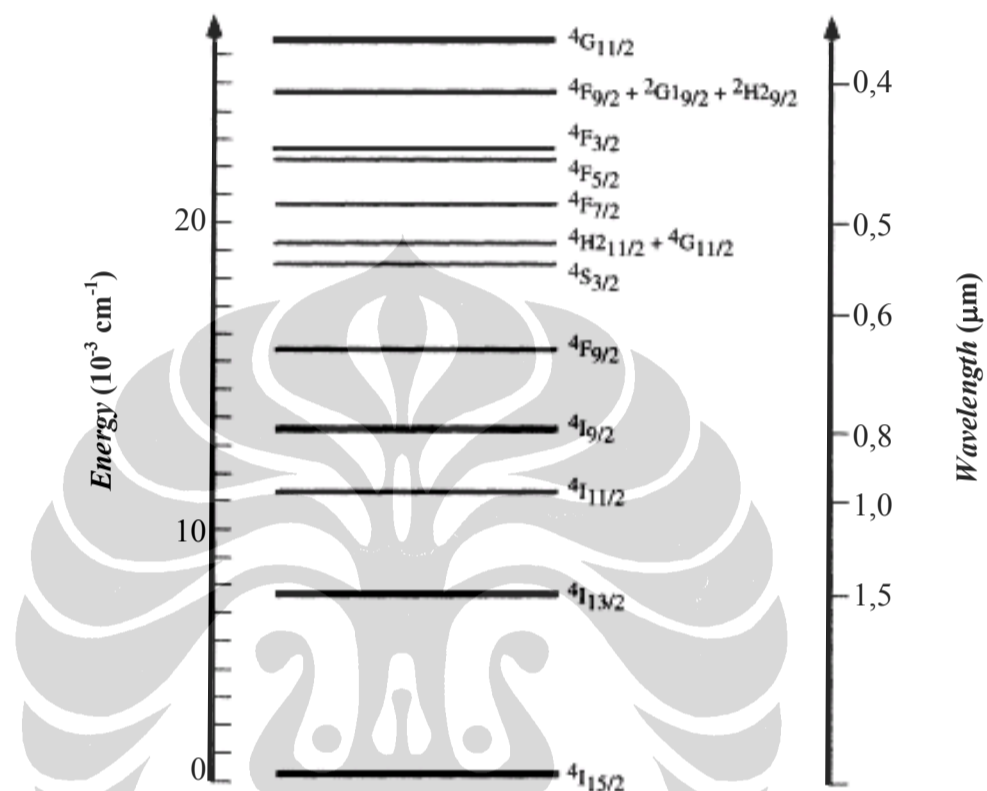 ⁴G₁₁/₂
⁴F₉/₂ + ²G1₉/₂ + ²H2₉/₂
0,4
⁴F₃/₂
⁴F₅/₂
⁴F₇/₂
20
0,5
⁴H2₁₁/₂ + ⁴G₁₁/₂
⁴S₃/₂
0,6
⁴F₉/₂
Energy (10⁻³ cm⁻¹)
Wavelength (μm)
⁴I₉/₂
0,8
⁴I₁₁/₂
1,0
10
⁴I₁₃/₂
1,5
0
⁴I₁₅/₂